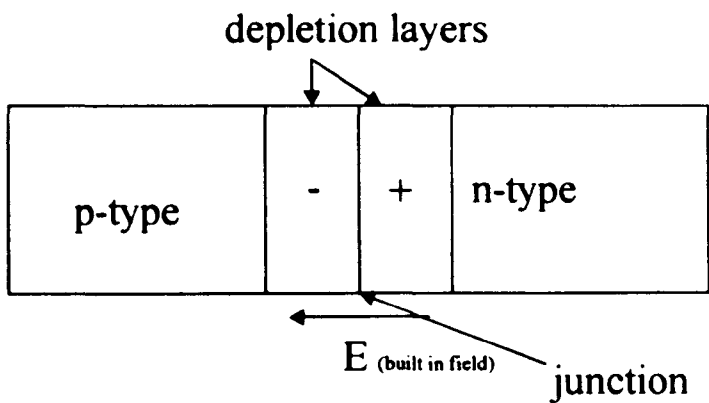 depletion layers
p-type
-
+
n-type
E (built in field)
junction